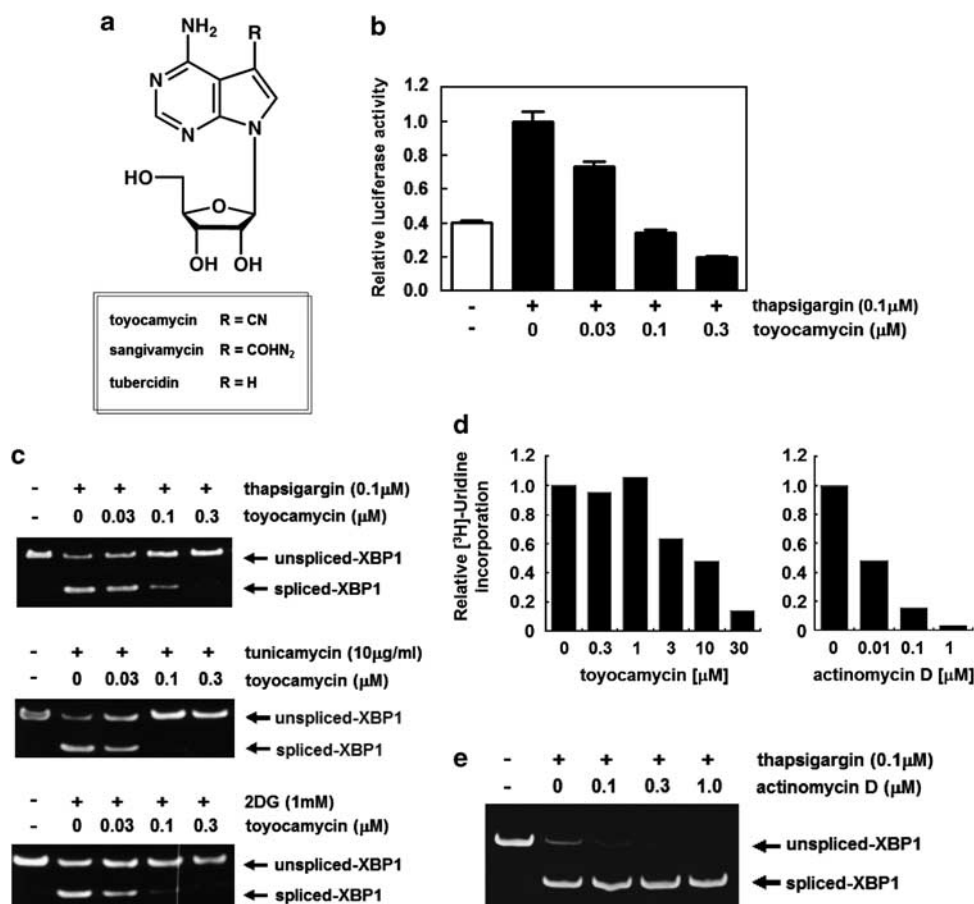 a
NH₂
R
N
N
N
HO
O
OH OH
toyocamycin R = CN
sangivamycin R = COHN₂
tubercidin R = H
b
Relative luciferase activity
1.2
1.0
0.8
0.6
0.4
0.2
0.0
- + + + + thapsigargin (0.1μM)
- 0 0.03 0.1 0.3 toyocamycin (μM)
c
- + + + + thapsigargin (0.1μM)
- 0 0.03 0.1 0.3 toyocamycin (μM)
unspliced-XBP1
spliced-XBP1
- + + + + tunicamycin (10μg/ml)
- 0 0.03 0.1 0.3 toyocamycin (μM)
unspliced-XBP1
spliced-XBP1
- + + + + 2DG (1mM)
- 0 0.03 0.1 0.3 toyocamycin (μM)
unspliced-XBP1
spliced-XBP1
d
Relative [³H]-Uridine
incorporation
1.2
1.0
0.8
0.6
0.4
0.2
0
0 0.3 1 3 10 30
toyocamycin [μM]
1.2
1.0
0.8
0.6
0.4
0.2
0
0 0.01 0.1 1
actinomycin D [μM]
e
- + + + + thapsigargin (0.1μM)
- 0 0.1 0.3 1.0 actinomycin D (μM)
unspliced-XBP1
spliced-XBP1